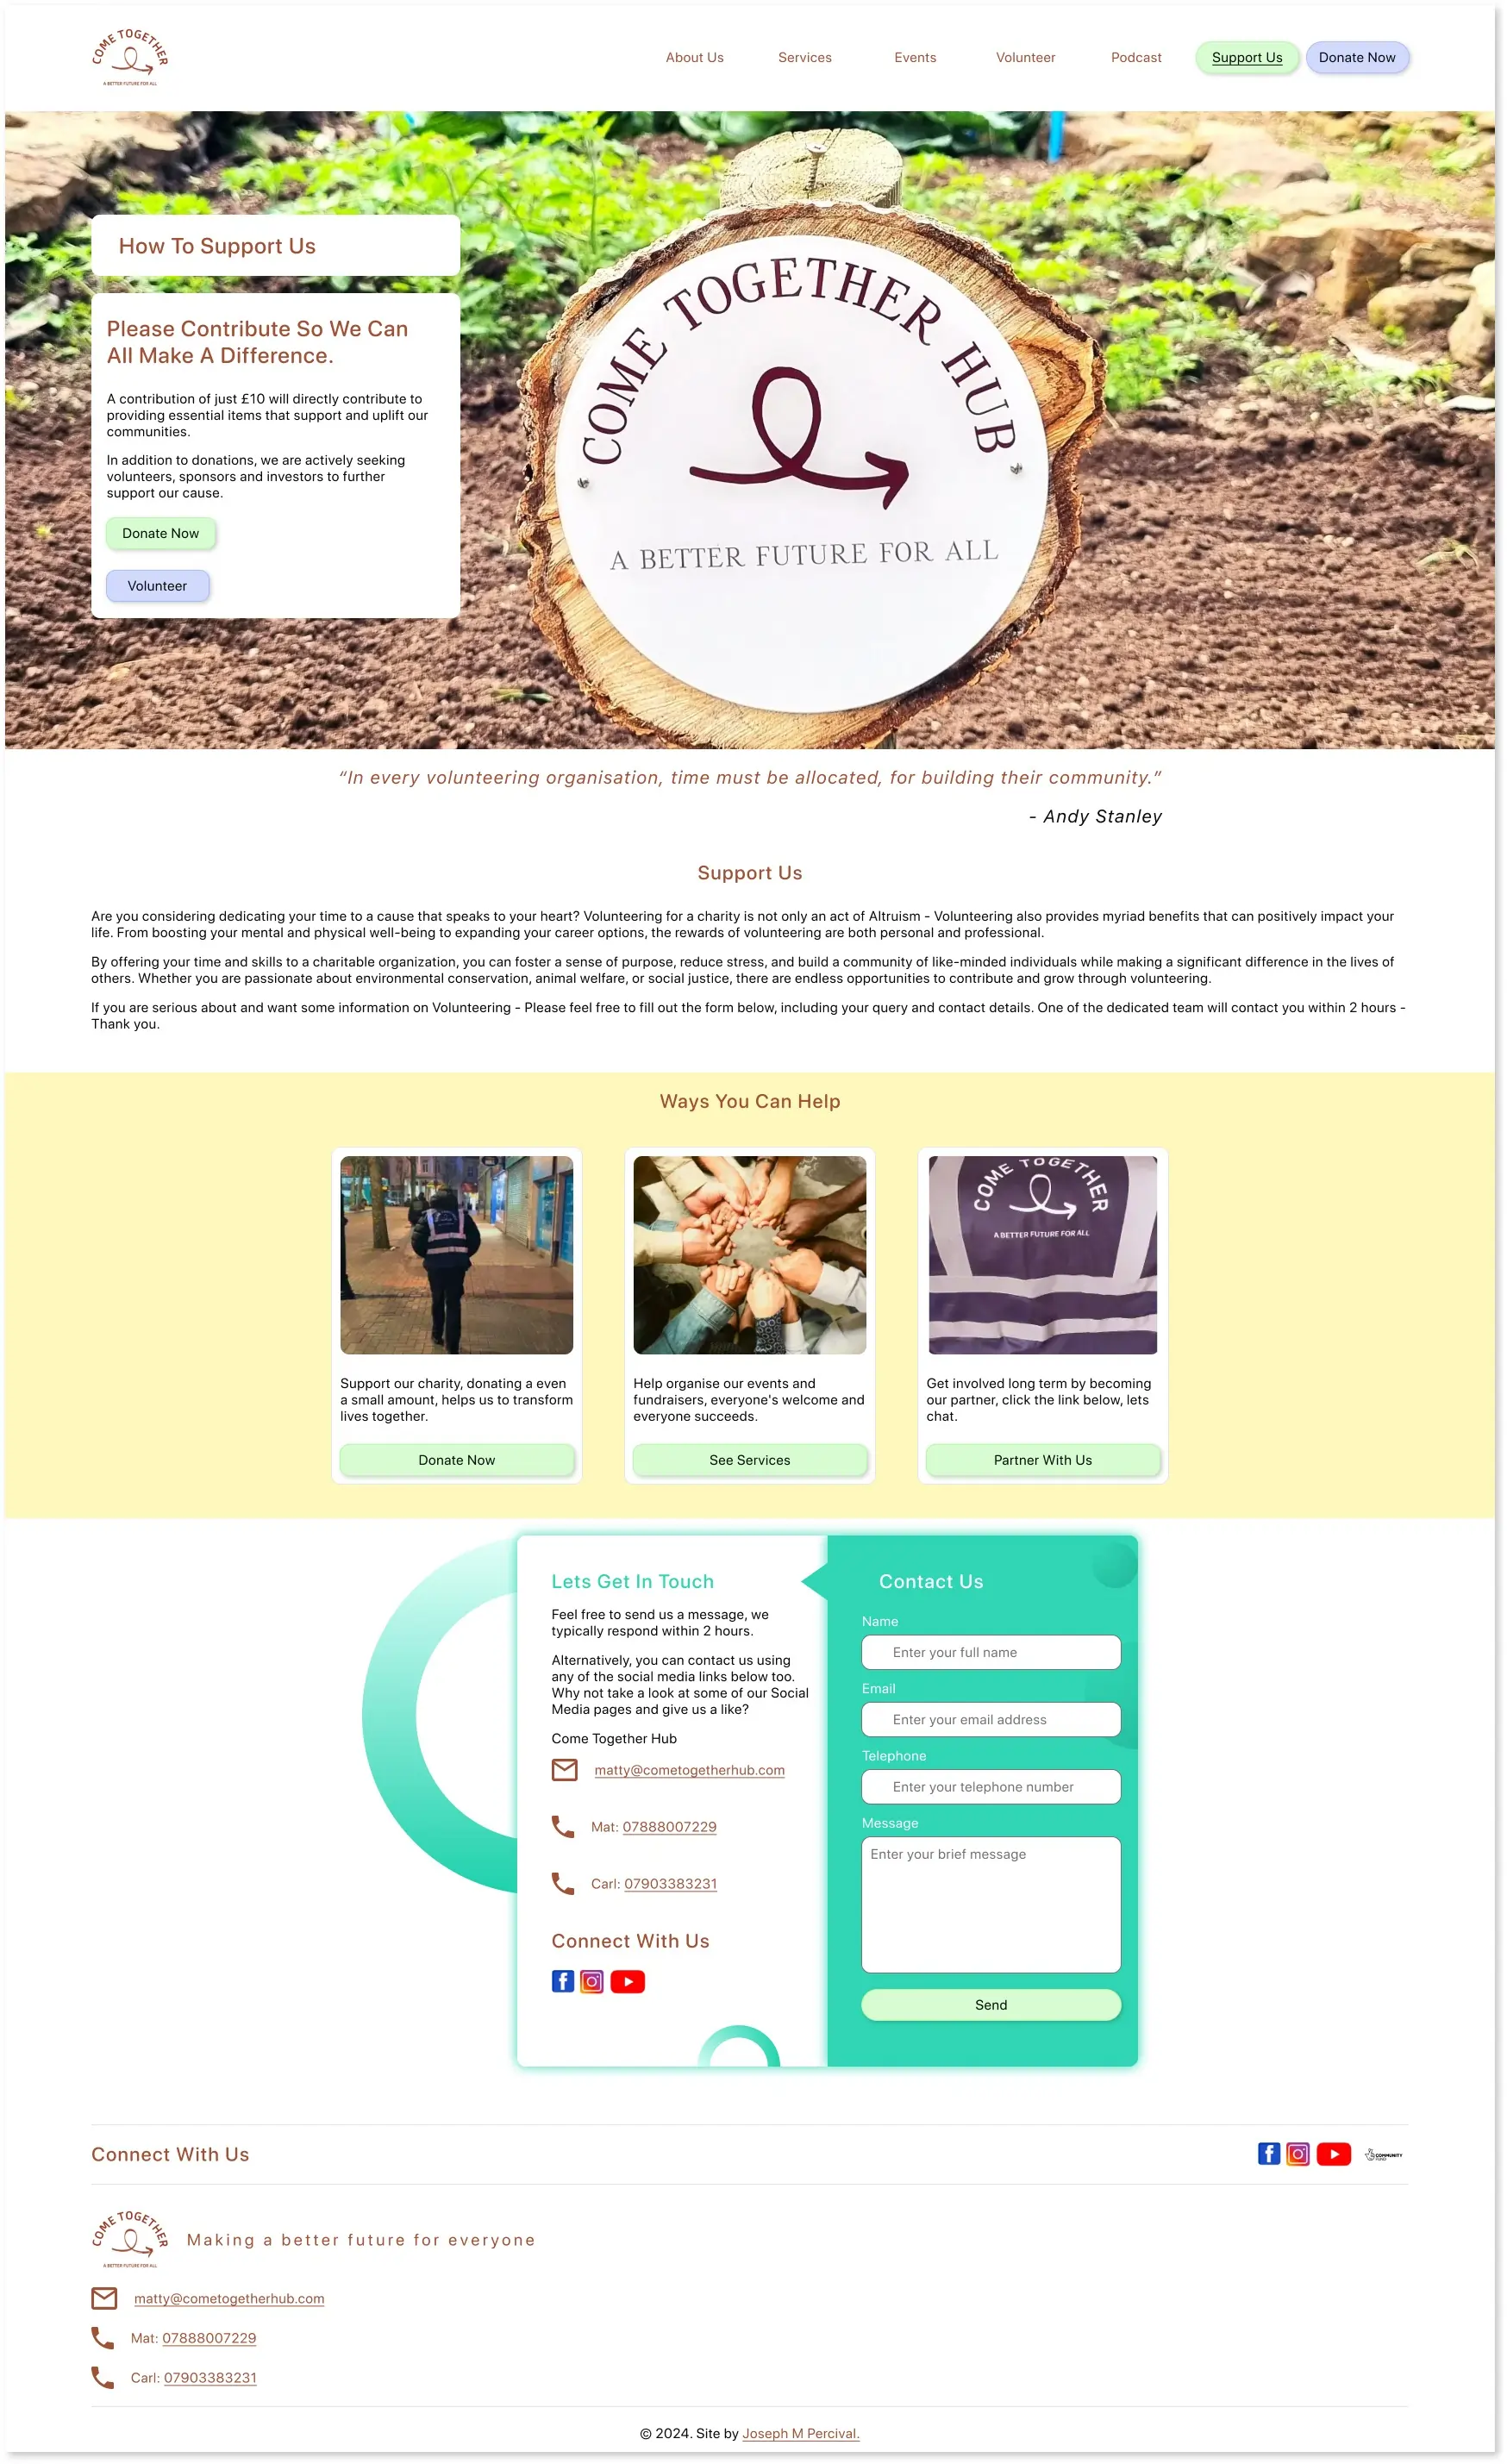 COME TOGETHER
A BETTER FUTURE FOR ALL
About Us
Services
Events
Volunteer
Podcast
Support Us
Donate Now
How To Support Us
COME TOGETHER HUB
A BETTER FUTURE FOR ALL
Please Contribute So We Can
All Make A Difference.
A contribution of just £10 will directly contribute to
providing essential items that support and uplift our
communities.
In addition to donations, we are actively seeking
volunteers, sponsors and investors to further
support our cause.
Donate Now
Volunteer
“In every volunteering organisation, time must be allocated, for building their community.”
- Andy Stanley
Support Us
Are you considering dedicating your time to a cause that speaks to your heart? Volunteering for a charity is not only an act of Altruism - Volunteering also provides myriad benefits that can positively impact your
life. From boosting your mental and physical well-being to expanding your career options, the rewards of volunteering are both personal and professional.
By offering your time and skills to a charitable organization, you can foster a sense of purpose, reduce stress, and build a community of like-minded individuals while making a significant difference in the lives of
others. Whether you are passionate about environmental conservation, animal welfare, or social justice, there are endless opportunities to contribute and grow through volunteering.
If you are serious about and want some information on Volunteering - Please feel free to fill out the form below, including your query and contact details. One of the dedicated team will contact you within 2 hours -
Thank you.
Ways You Can Help
COME TOGETHER
A BETTER FUTURE FOR ALL
Support our charity, donating a even
a small amount, helps us to transform
lives together.
Donate Now
Help organise our events and
fundraisers, everyone's welcome and
everyone succeeds.
See Services
Get involved long term by becoming
our partner, click the link below, lets
chat.
Partner With Us
Lets Get In Touch
Feel free to send us a message, we
typically respond within 2 hours.
Alternatively, you can contact us using
any of the social media links below too.
Why not take a look at some of our Social
Media pages and give us a like?
Come Together Hub
matty@cometogetherhub.com
Mat: 07888007229
Carl: 07903383231
Connect With Us
Contact Us
Name
Enter your full name
Email
Enter your email address
Telephone
Enter your telephone number
Message
Enter your brief message
Send
Connect With Us
COMMUNITY
FUND
COME TOGETHER
A BETTER FUTURE FOR ALL
Making a better future for everyone
matty@cometogetherhub.com
Mat: 07888007229
Carl: 07903383231
© 2024. Site by Joseph M Percival.